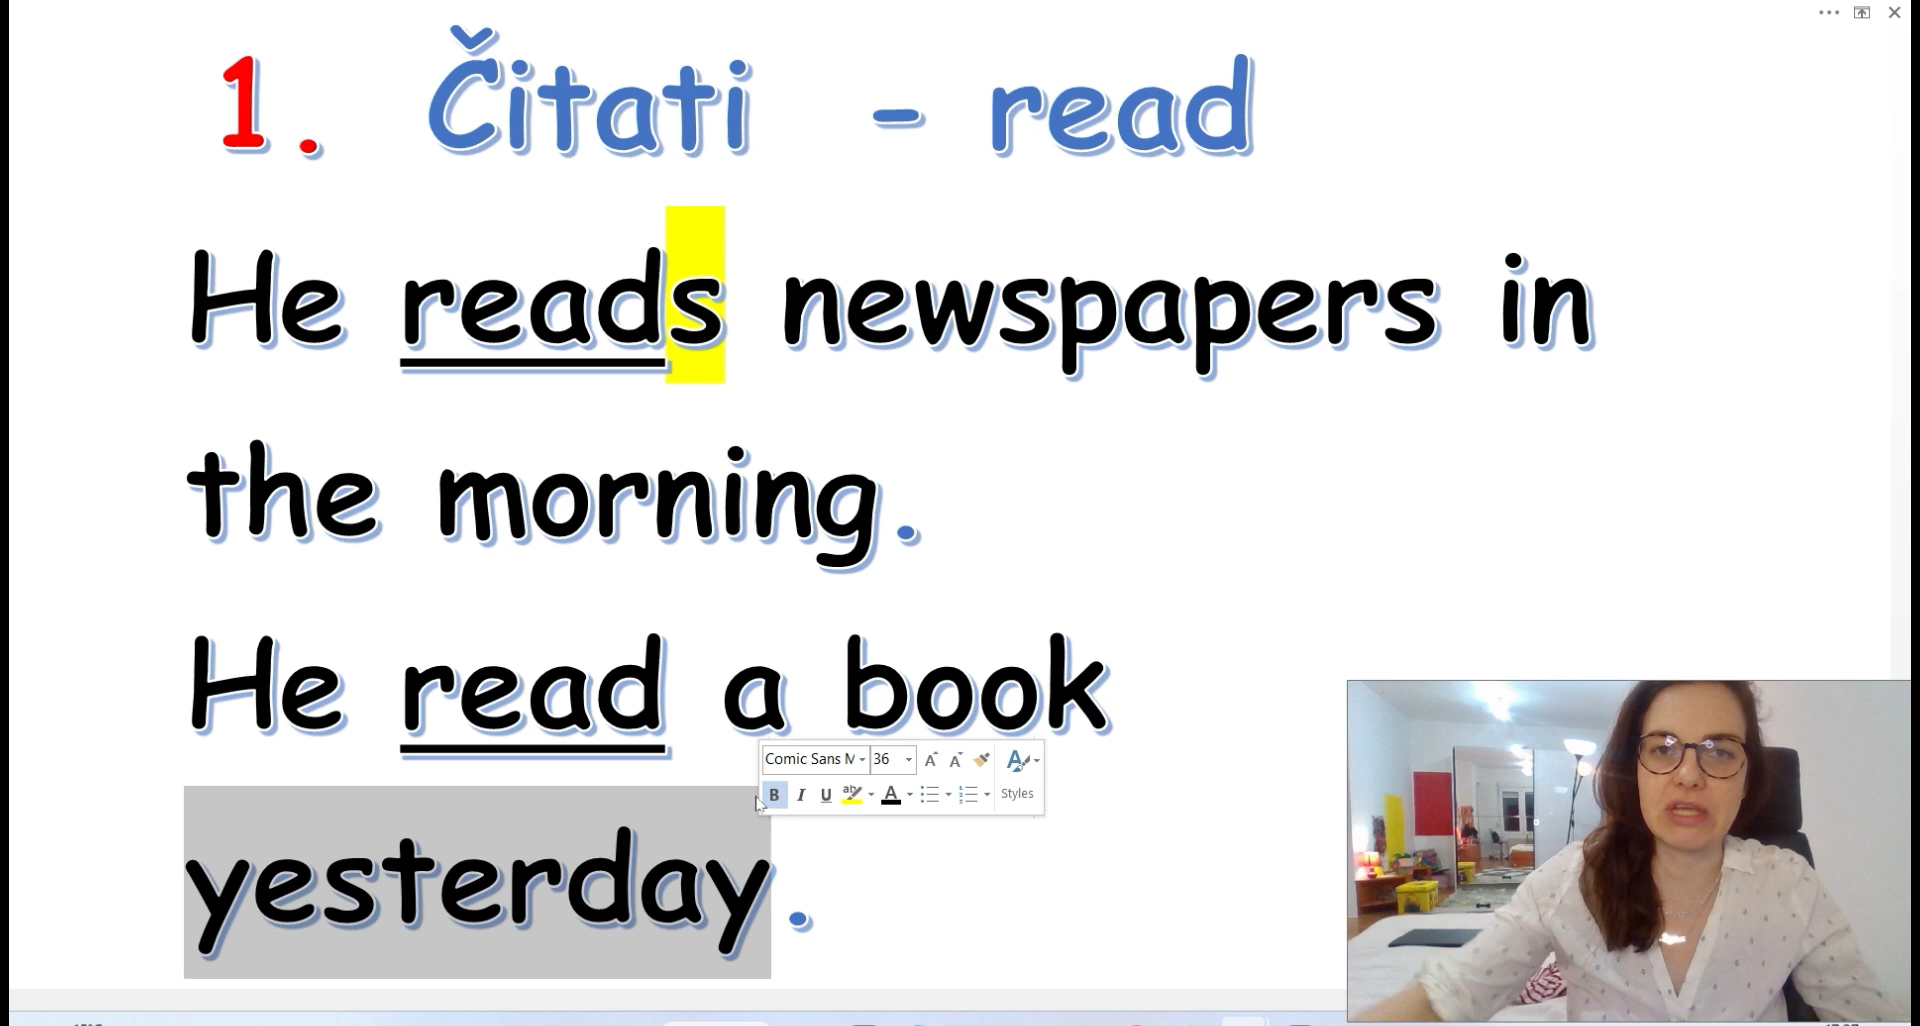 1. Čitati - read
He reads newspapers in
the morning.
He read a book
Comic Sans M 36
B I U Styles
yesterday.